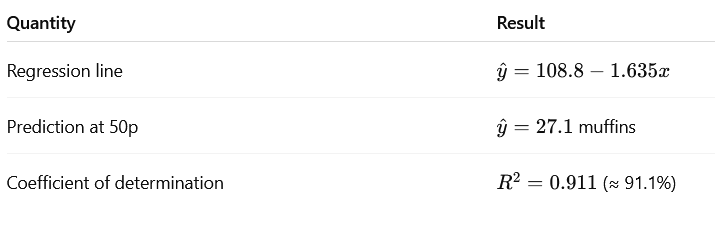 Quantity Result
Regression line ŷ = 108.8 − 1.635x
Prediction at 50p ŷ = 27.1 muffins
Coefficient of determination R² = 0.911 (≈ 91.1%)